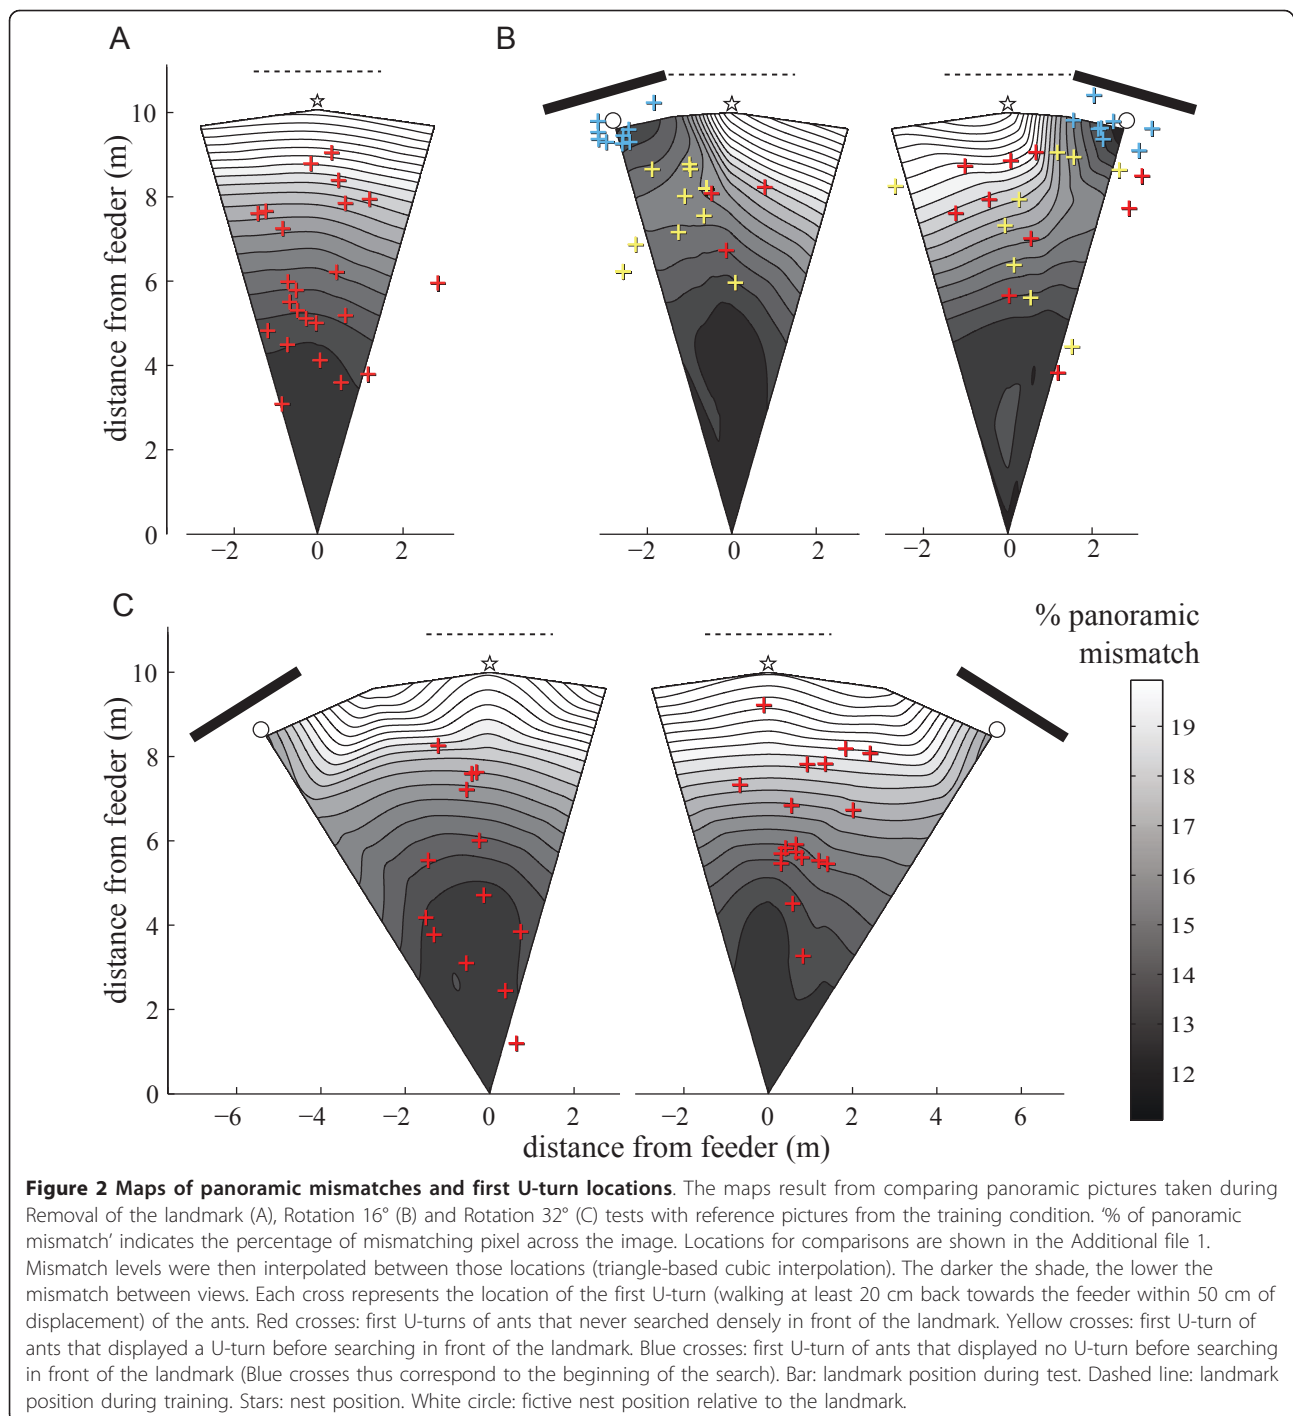 A
B
10
8
6
4
2
0
distance from feeder (m)
−2 0 2
−2 0 2
−2 0 2
C
% panoramic
mismatch
10
8
6
4
2
0
distance from feeder (m)
19
18
17
16
15
14
13
12
−6 −4 −2 0 2
−2 0 2 4 6
distance from feeder (m)
Figure 2 Maps of panoramic mismatches and first U-turn locations. The maps result from comparing panoramic pictures taken during
Removal of the landmark (A), Rotation 16° (B) and Rotation 32° (C) tests with reference pictures from the training condition. ‘% of panoramic
mismatch’ indicates the percentage of mismatching pixel across the image. Locations for comparisons are shown in the Additional file 1.
Mismatch levels were then interpolated between those locations (triangle-based cubic interpolation). The darker the shade, the lower the
mismatch between views. Each cross represents the location of the first U-turn (walking at least 20 cm back towards the feeder within 50 cm of
displacement) of the ants. Red crosses: first U-turns of ants that never searched densely in front of the landmark. Yellow crosses: first U-turn of
ants that displayed a U-turn before searching in front of the landmark. Blue crosses: first U-turn of ants that displayed no U-turn before searching
in front of the landmark (Blue crosses thus correspond to the beginning of the search). Bar: landmark position during test. Dashed line: landmark
position during training. Stars: nest position. White circle: fictive nest position relative to the landmark.